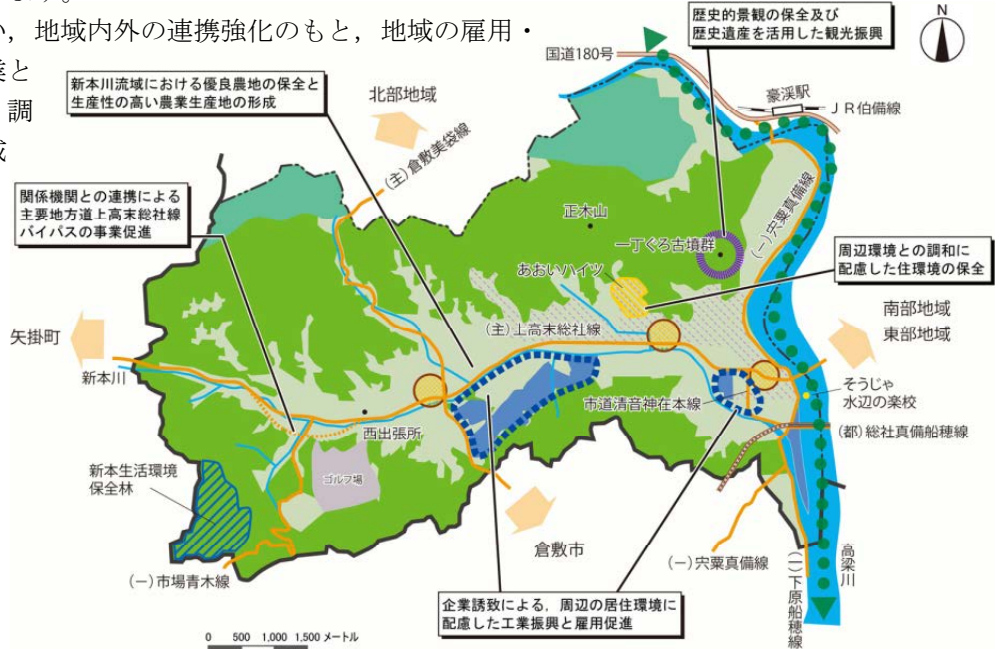 い，地域内外の連携強化のもと，地域の雇用・
業と
調
歴史的景観の保全及び
歴史遺産を活用した観光振興
N
国道180号
新本川流域における優良農地の保全と
生産性の高い農業生産地の形成
北部地域
豪渓駅
ＪＲ伯備線
(主)倉敷美袋線
関係機関との連携による
主要地方道上高末総社線
バイパスの事業促進
正木山
一丁ぐろ古墳群
(一)宍粟真備線
あおいハイツ
周辺環境との調和に
配慮した住環境の保全
矢掛町
(主)上高末総社線
南部地域
東部地域
新本川
市道清音神在本線
そうじゃ
水辺の楽校
西出張所
(都)総社真備船穂線
新本生活環境
保全林
ゴルフ場
倉敷市
(一)宍粟真備線
(一)市場青木線
高梁川
(一)下原船穂線
企業誘致による，周辺の居住環境に
配慮した工業振興と雇用促進
0 500 1,000 1,500 メートル